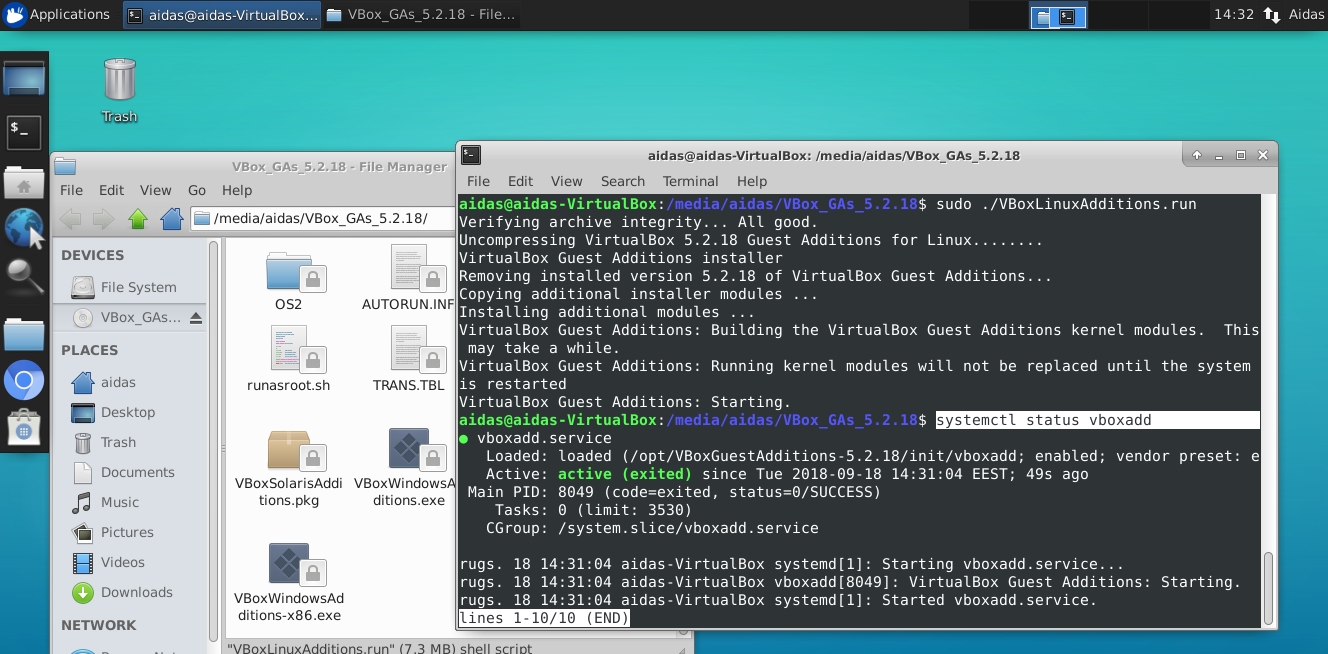 Applications
aidas@aidas-VirtualBox...
VBox_GAs_5.2.18 - File...
14:32
Aidas
Trash
VBox_GAs_5.2.18 - File Manager
File Edit View Go Help
/media/aidas/VBox_GAs_5.2.18/
DEVICES
File System
VBox_GAs...
PLACES
aidas
Desktop
Trash
Documents
Music
Pictures
Videos
Downloads
NETWORK
OS2
AUTORUN.INF
runasroot.sh
TRANS.TBL
VBoxSolarisAddi
tions.pkg
VBoxWindowsA
dditions.exe
VBoxWindowsAd
ditions-x86.exe
"VBoxLinuxAdditions.run" (7.3 MB) shell script
aidas@aidas-VirtualBox: /media/aidas/VBox_GAs_5.2.18
File Edit View Search Terminal Help
aidas@aidas-VirtualBox:/media/aidas/VBox_GAs_5.2.18$ sudo ./VBoxLinuxAdditions.run
Verifying archive integrity... All good.
Uncompressing VirtualBox 5.2.18 Guest Additions for Linux........
VirtualBox Guest Additions installer
Removing installed version 5.2.18 of VirtualBox Guest Additions...
Copying additional installer modules ...
Installing additional modules ...
VirtualBox Guest Additions: Building the VirtualBox Guest Additions kernel modules.  This
may take a while.
VirtualBox Guest Additions: Running kernel modules will not be replaced until the system
is restarted
VirtualBox Guest Additions: Starting.
aidas@aidas-VirtualBox:/media/aidas/VBox_GAs_5.2.18$ systemctl status vboxadd
● vboxadd.service
Loaded: loaded (/opt/VBoxGuestAdditions-5.2.18/init/vboxadd; enabled; vendor preset: e
Active: active (exited) since Tue 2018-09-18 14:31:04 EEST; 49s ago
Main PID: 8049 (code=exited, status=0/SUCCESS)
Tasks: 0 (limit: 3530)
CGroup: /system.slice/vboxadd.service
rugs. 18 14:31:04 aidas-VirtualBox systemd[1]: Starting vboxadd.service...
rugs. 18 14:31:04 aidas-VirtualBox vboxadd[8049]: VirtualBox Guest Additions: Starting.
rugs. 18 14:31:04 aidas-VirtualBox systemd[1]: Started vboxadd.service.
lines 1-10/10 (END)